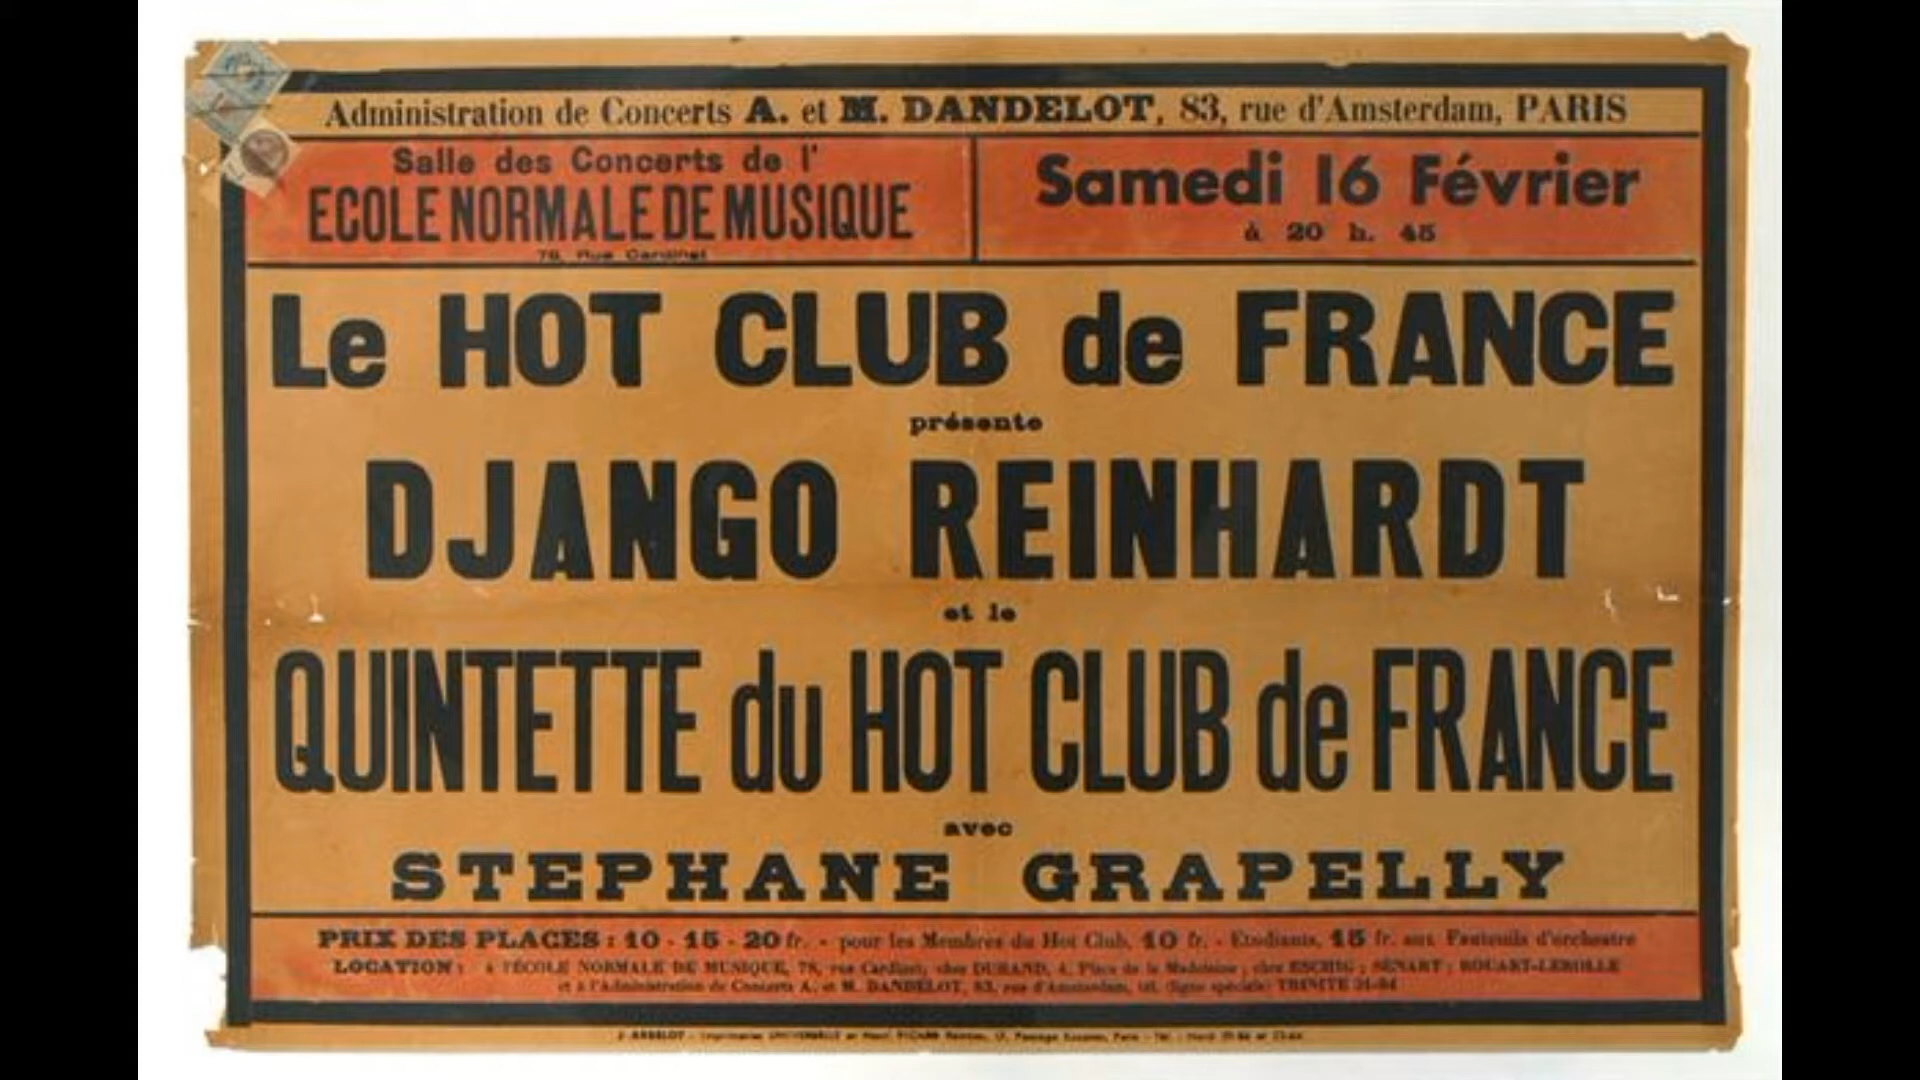 Administration de Concerts A. et M. DANDELOT, 83, rue d'Amsterdam, PARIS
Salle des Concerts de l'
ECOLE NORMALE DE MUSIQUE
78, Rue Cardinet
Samedi 16 Février
à 20 h. 45
Le HOT CLUB de FRANCE
présente
DJANGO REINHARDT
et le
QUINTETTE du HOT CLUB de FRANCE
avec
STEPHANE GRAPELLY
PRIX DES PLACES : 10 - 15 - 20 fr. - pour les Membres du Hot Club, 10 fr. - Etudiants, 15 fr. aux Fauteuils d'orchestre
LOCATION : à l'ÉCOLE NORMALE DE MUSIQUE, 78, rue Cardinet; chez DURAND, 4, Place de la Madeleine ; chez ESCHIG ; SENART ; ROUART-LEROLLE
et à l'Administration de Concerts A. et M. DANDELOT, 83, rue d'Amsterdam, tél. (ligne spéciale) TRINITE